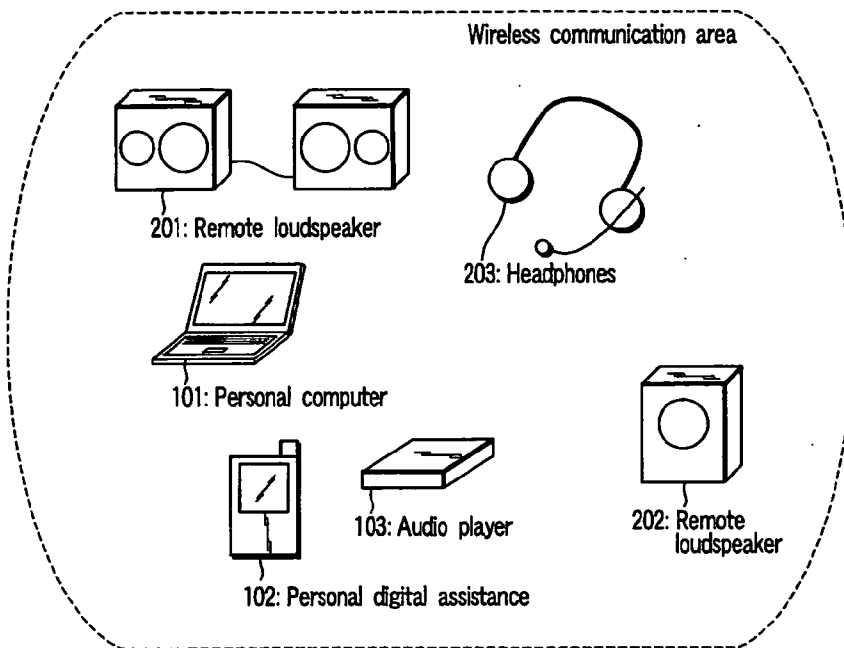 Wireless communication area
201: Remote loudspeaker
203: Headphones
101: Personal computer
103: Audio player
202: Remote
loudspeaker
102: Personal digital assistance